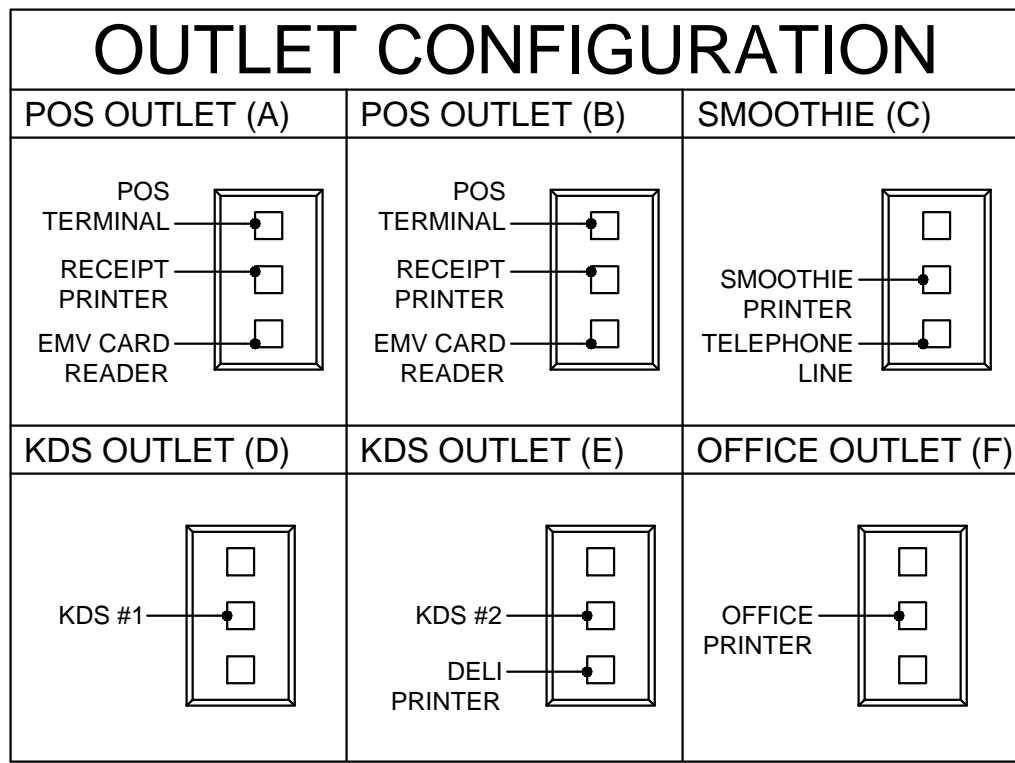 OUTLET CONFIGURATION
POS OUTLET (A)
POS
TERMINAL
RECEIPT
PRINTER
EMV CARD
READER
POS OUTLET (B)
POS
TERMINAL
RECEIPT
PRINTER
EMV CARD
READER
SMOOTHIE (C)
SMOOTHIE
PRINTER
TELEPHONE
LINE
KDS OUTLET (D)
KDS #1
KDS OUTLET (E)
KDS #2
DELI
PRINTER
OFFICE OUTLET (F)
OFFICE
PRINTER